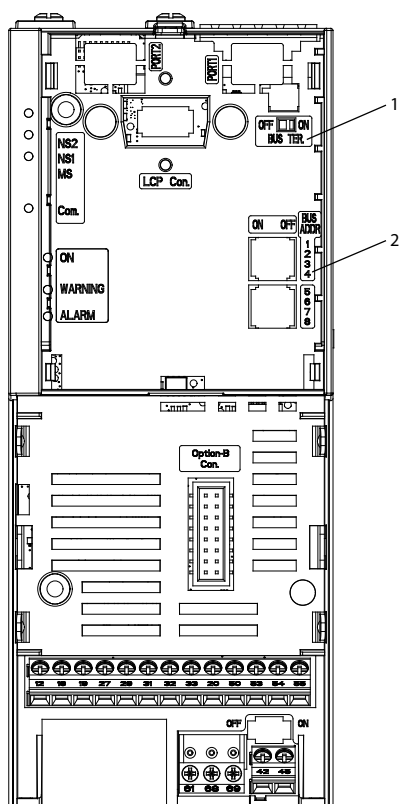 PORT2
PORT1
OFF ON
BUS TER.
1
NS2
NS1
MS
Com.
LCP Con.
ON OFF
BUS
ADDR
1
2
3
4
2
5
6
7
8
ON
WARNING
ALARM
Option-B
Con.
12 18 19 27 29 31 32 33 20 50 53 54 55
OFF ON
61 68 69
42 45